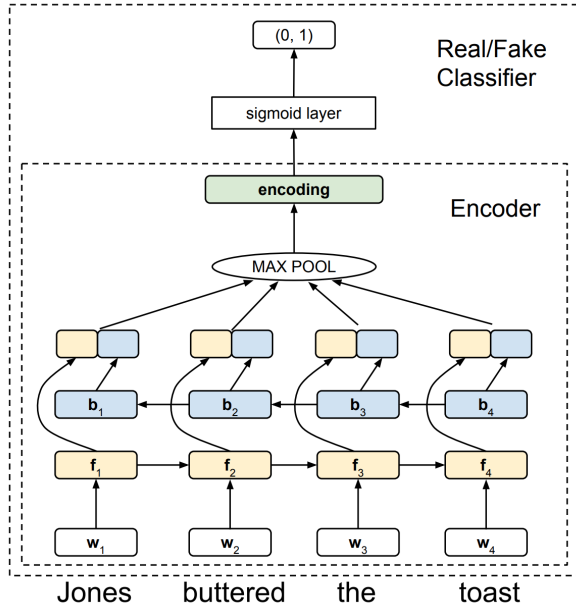 (0, 1)
Real/Fake
Classifier
sigmoid layer
encoding
Encoder
MAX POOL
b1 b2 b3 b4
f1 f2 f3 f4
w1 w2 w3 w4
Jones buttered the toast